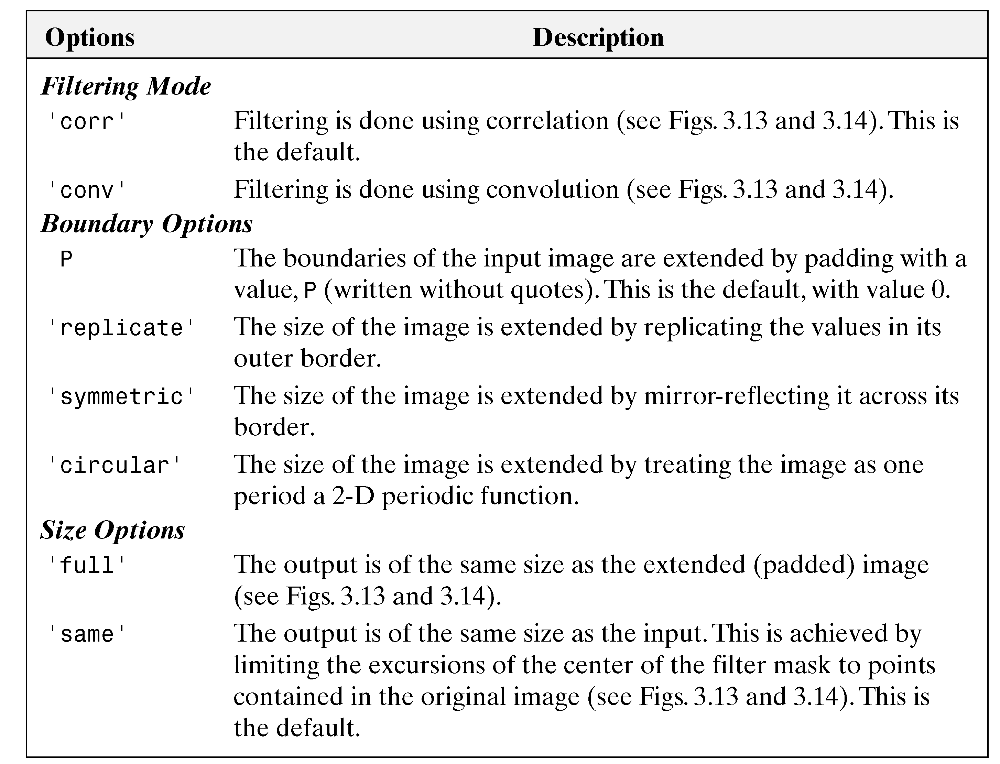 Options Description
Filtering Mode
'corr' Filtering is done using correlation (see Figs. 3.13 and 3.14). This is
the default.
'conv' Filtering is done using convolution (see Figs. 3.13 and 3.14).
Boundary Options
P The boundaries of the input image are extended by padding with a
value, P (written without quotes). This is the default, with value 0.
'replicate' The size of the image is extended by replicating the values in its
outer border.
'symmetric' The size of the image is extended by mirror-reflecting it across its
border.
'circular' The size of the image is extended by treating the image as one
period a 2-D periodic function.
Size Options
'full' The output is of the same size as the extended (padded) image
(see Figs. 3.13 and 3.14).
'same' The output is of the same size as the input. This is achieved by
limiting the excursions of the center of the filter mask to points
contained in the original image (see Figs. 3.13 and 3.14). This is
the default.